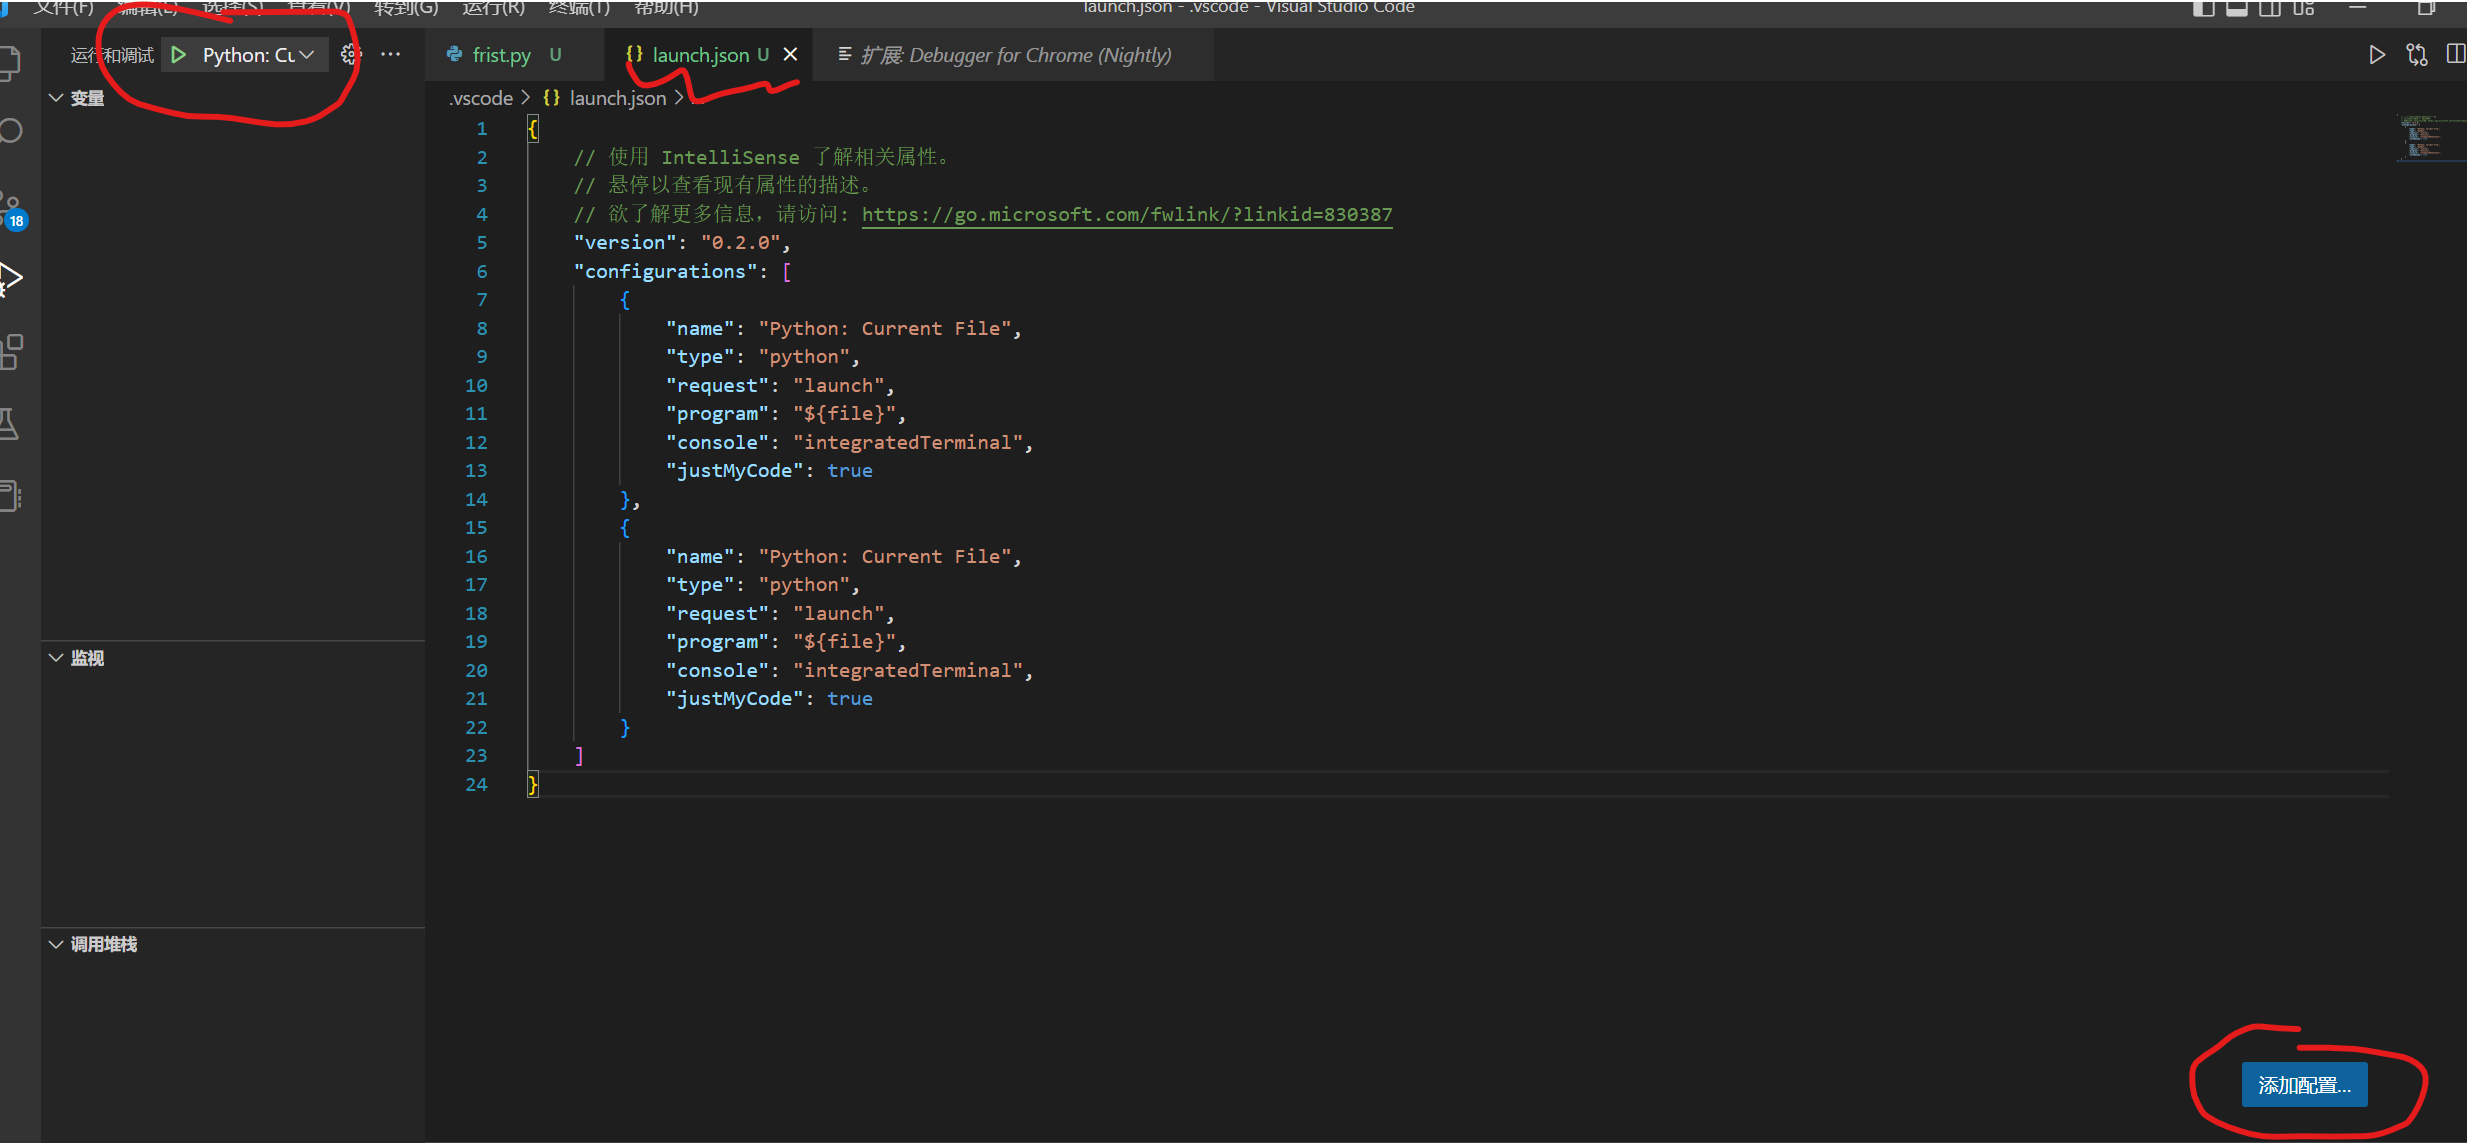 文件(F) 编辑(E) 选择(S) 查看(V) 转到(G) 运行(R) 终端(T) 帮助(H) launch.json - .vscode - Visual Studio Code
运行和调试 Python: Cu ··· frist.py U {} launch.json U 扩展: Debugger for Chrome (Nightly)
变量
.vscode > {} launch.json > ...
18
1 {
2 // 使用 IntelliSense 了解相关属性。
3 // 悬停以查看现有属性的描述。
4 // 欲了解更多信息，请访问: https://go.microsoft.com/fwlink/?linkid=830387
5 "version": "0.2.0",
6 "configurations": [
7 {
8 "name": "Python: Current File",
9 "type": "python",
10 "request": "launch",
11 "program": "${file}",
12 "console": "integratedTerminal",
13 "justMyCode": true
14 },
15 {
16 "name": "Python: Current File",
17 "type": "python",
18 "request": "launch",
19 "program": "${file}",
20 "console": "integratedTerminal",
21 "justMyCode": true
22 }
23 ]
24 }
监视
调用堆栈
添加配置...